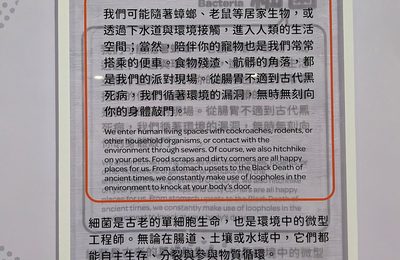 Bacteria
我們可能隨著蟑螂、老鼠等居家生物，或
透過下水道與環境接觸，進入人類的生活
空間；當然，陪伴你的寵物也是我們常常
搭乘的便車。食物殘渣、骯髒的角落，都
是我們的派對現場。從腸胃不適到古代黑
死病，我們循著環境的漏洞，無時無刻向
你的身體敲門。
We enter human living spaces with cockroaches, rodents, or
other household organisms, or contact with the
environment through sewers. Of course, we also hitchhike
on your pets. Food scraps and dirty corners are all happy
places for us. From stomach upsets to the Black Death of
ancient times, we constantly make use of loopholes in the
environment to knock at your body's door.
細菌是古老的單細胞生命，也是環境中的微型
工程師。無論在腸道、土壤或水域中，它們都
能自主生存、分裂與參與物質循環。